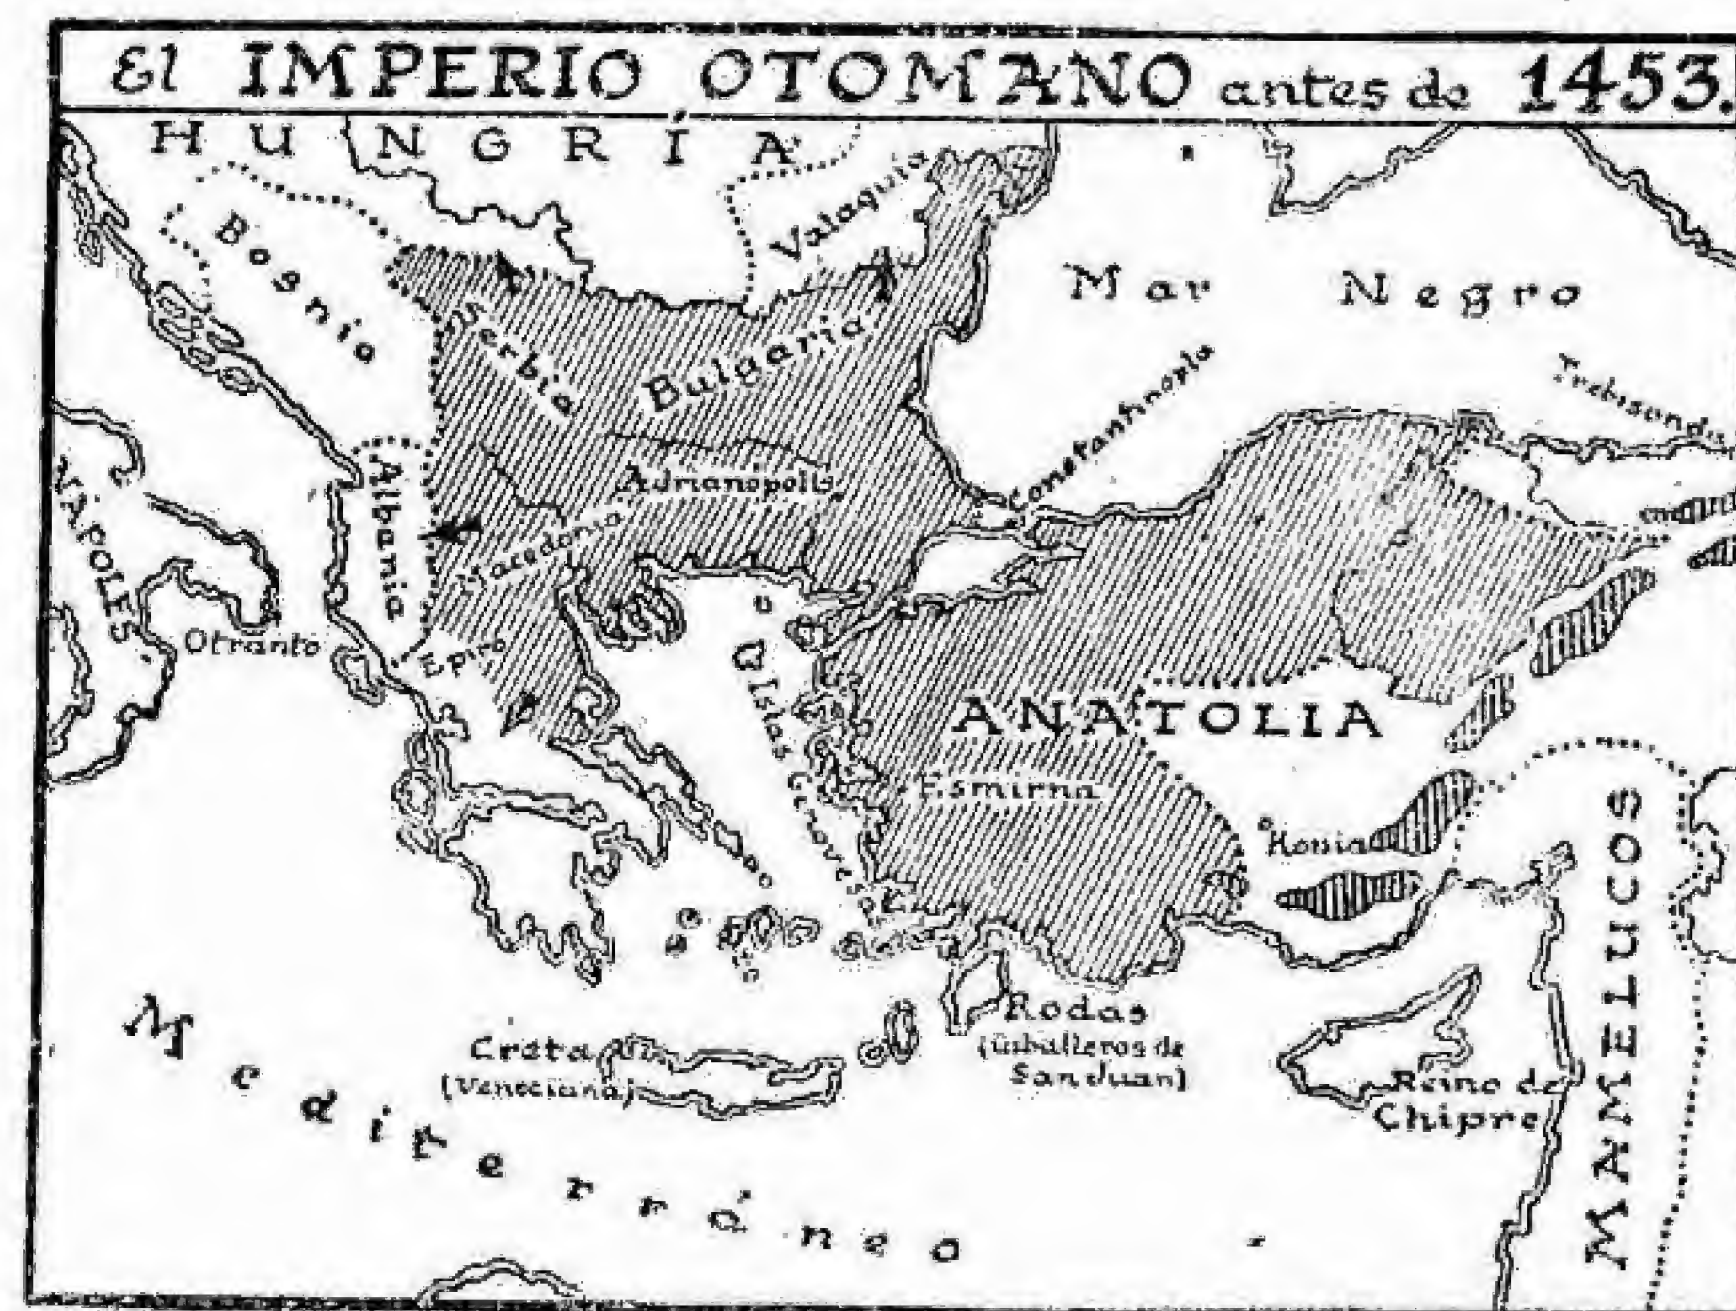 El IMPERIO OTOMANO antes de 1453.
HUNGRÍA
Valaquia
Bosnia
Mar Negro
Serbia
Bulgaria
Constantinopla
Trebisonda
Adrianopolis
NÁPOLES
Albania
Macedonia
Otranto
Epiro
Islas Genovesas
ANATOLIA
Esmirna
Konia
MAMELUCOS
Rodas
(Caballeros de
San Juan)
Creta
(Veneciana)
Reino de
Chipre
Mediterráneo